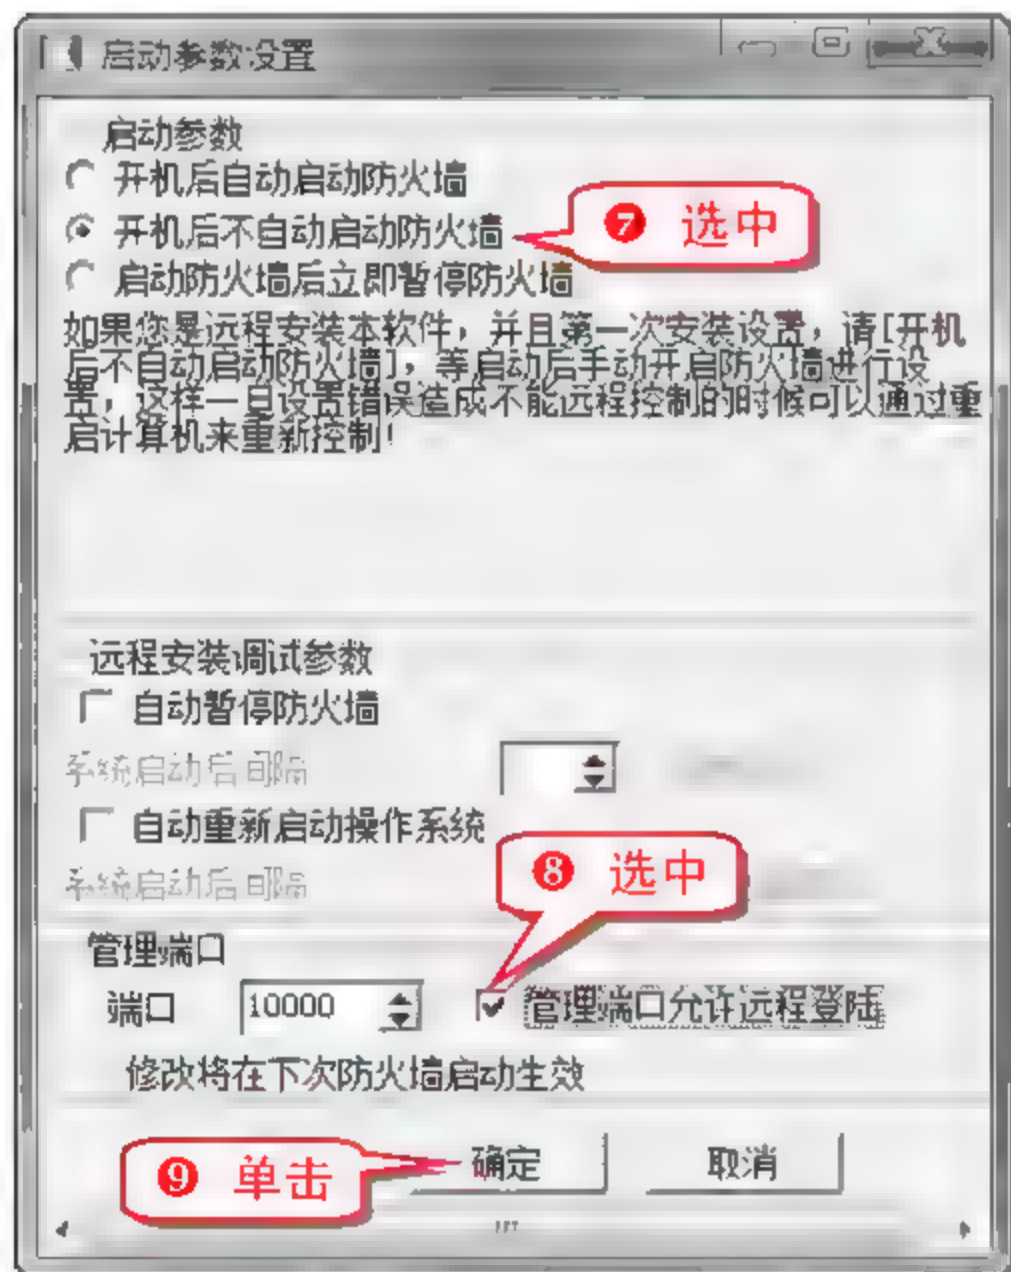 启动参数设置
启动参数
开机后自动启动防火墙
开机后不自动启动防火墙
❼ 选中
启动防火墙后立即暂停防火墙
如果您是远程安装本软件，并且第一次安装设置，请[开机
后不自动启动防火墙]，等启动后手动开启防火墙进行设
置，这样一旦设置错误造成不能远程控制的时候可以通过重
启计算机来重新控制!
远程安装调试参数
自动暂停防火墙
系统启动后间隔
自动重新启动操作系统
❽ 选中
系统启动后间隔
管理端口
端口 10000 管理端口允许远程登陆
修改将在下次防火墙启动生效
❾ 单击
确定 取消